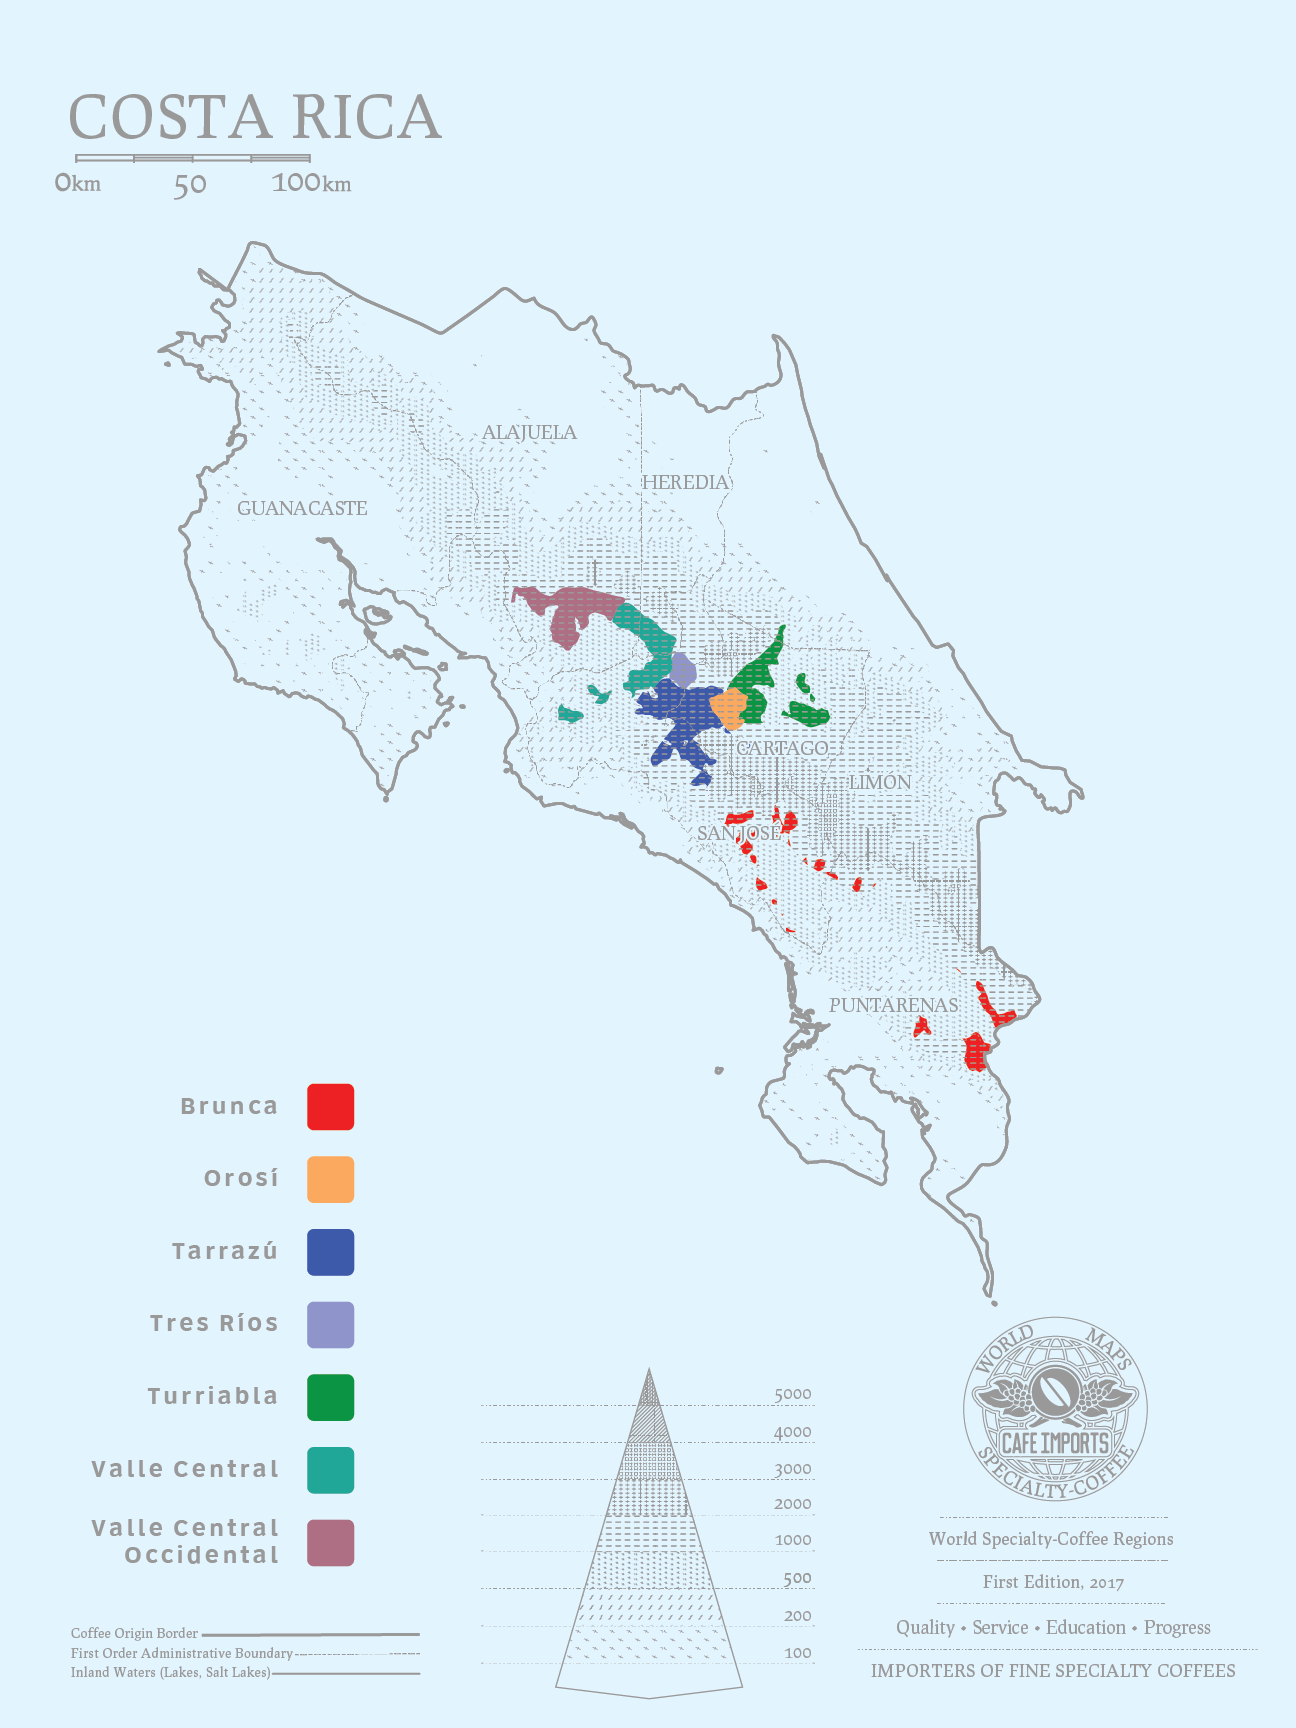 COSTA RICA
0km 50 100km
ALAJUELA
HEREDIA
GUANACASTE
CARTAGO
LIMON
SAN JOSE
PUNTARENAS
Brunca
Orosí
Tarrazú
Tres Ríos
Turriabla
Valle Central
Valle Central
Occidental
Coffee Origin Border
First Order Administrative Boundary
Inland Waters (Lakes, Salt Lakes)
5000
4000
3000
2000
1000
500
200
100
WORLD MAPS
CAFE IMPORTS
SPECIALTY-COFFEE
World Specialty-Coffee Regions
First Edition, 2017
Quality • Service • Education • Progress
IMPORTERS OF FINE SPECIALTY COFFEES